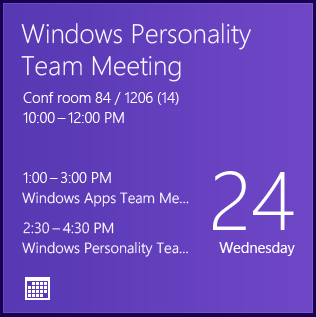 Windows Personality
Team Meeting
Conf room 84 / 1206 (14)
10:00 – 12:00 PM
1:00 – 3:00 PM
Windows Apps Team Me...
2:30 – 4:30 PM
Windows Personality Tea...
24
Wednesday